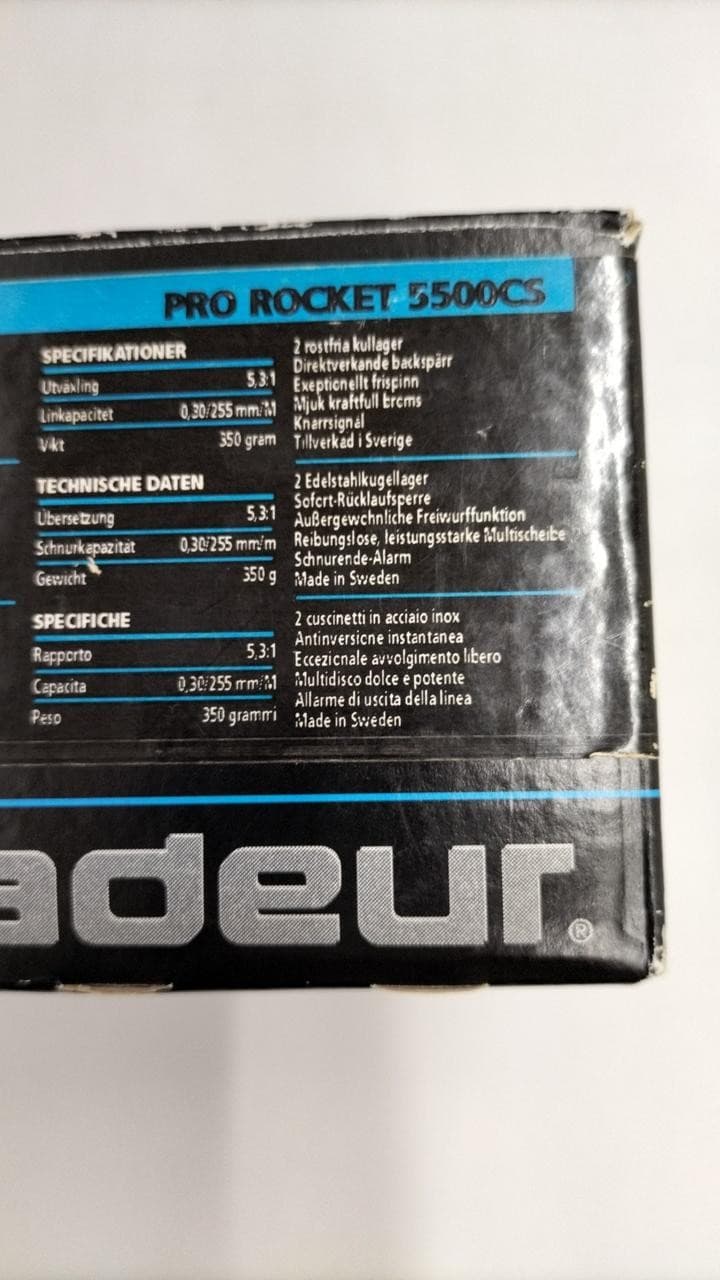 PRO ROCKET 5500CS
SPECIFIKATIONER
Utväxling 5,3:1
Linkapacitet 0,30/255 mm/M
Vikt 350 gram
2 rostfria kullager
Direktverkande backspärr
Exeptionellt frispinn
Mjuk kraftfull broms
Knarrsignal
Tillverkad i Sverige
TECHNISCHE DATEN
Übersetzung 5,3:1
Schnurkapazität 0,30/255 mm/m
Gewicht 350 g
2 Edelstahlkugellager
Sofort-Rücklaufsperre
Außergewöhnliche Freiwurffunktion
Reibungslose, leistungsstarke Multischeibe
Schnurende-Alarm
Made in Sweden
SPECIFICHE
Rapporto 5,3:1
Capacita 0,30/255 mm/M
Peso 350 grammi
2 cuscinetti in acciaio inox
Antinversione instantanea
Eccezionale avvolgimento libero
Multidisco dolce e potente
Allarme di uscita della linea
Made in Sweden
adeur®